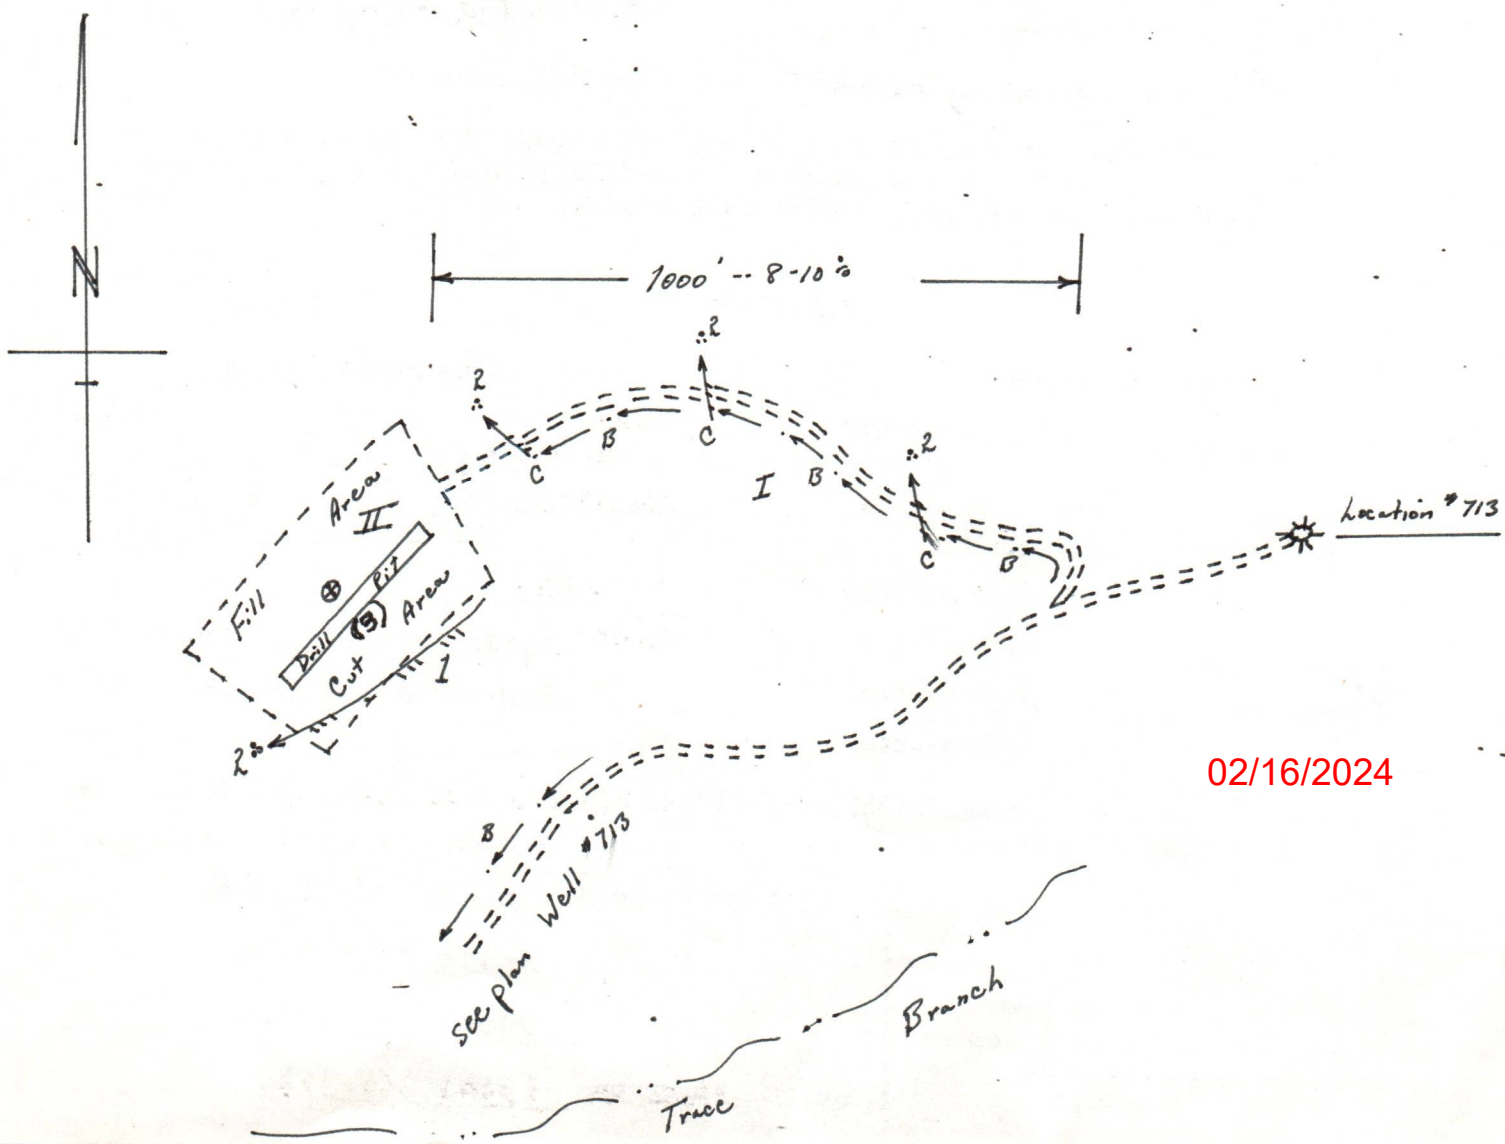 N
1000' -- 8-10%
2
2
B
C
C
I
B
2
C
B
Location #713
Area
II
Fill
Pit
Drill
(3)
Area
Cut
1
2
02/16/2024
B
see plan Well #713
Trace Branch